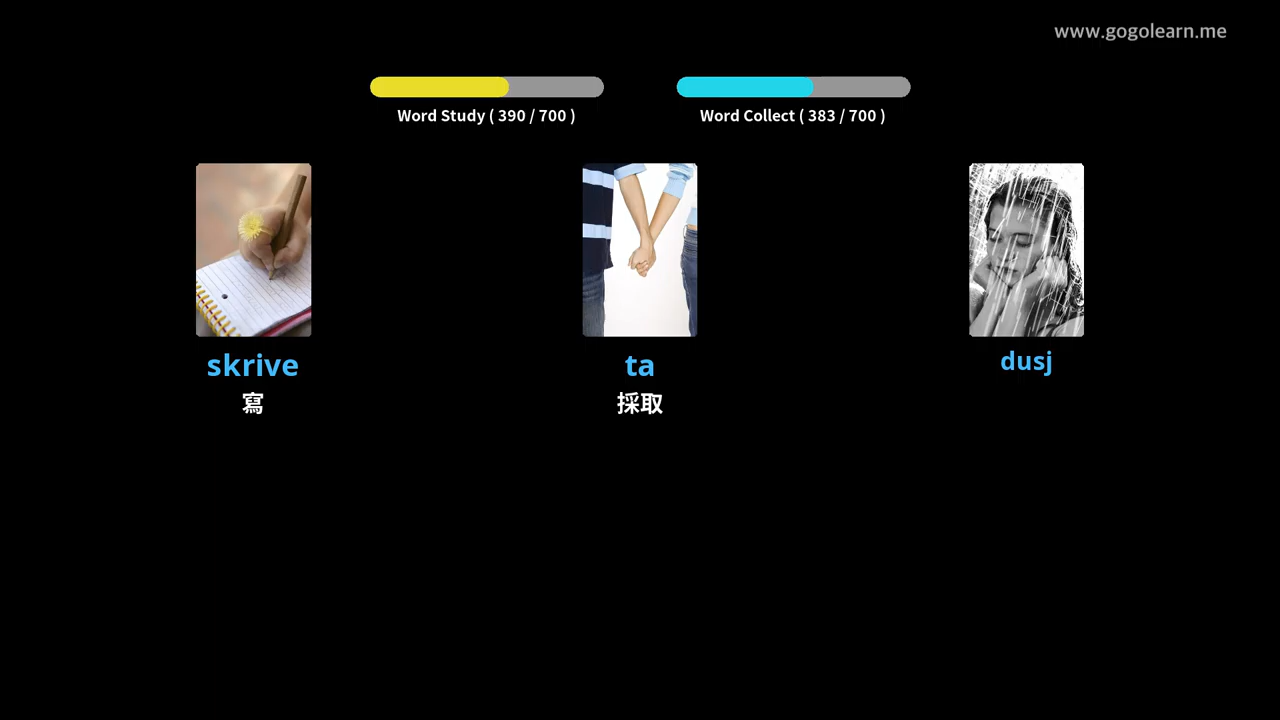 www.gogolearn.me
Word Study ( 390 / 700 )
Word Collect ( 383 / 700 )
skrive
寫
ta
採取
dusj